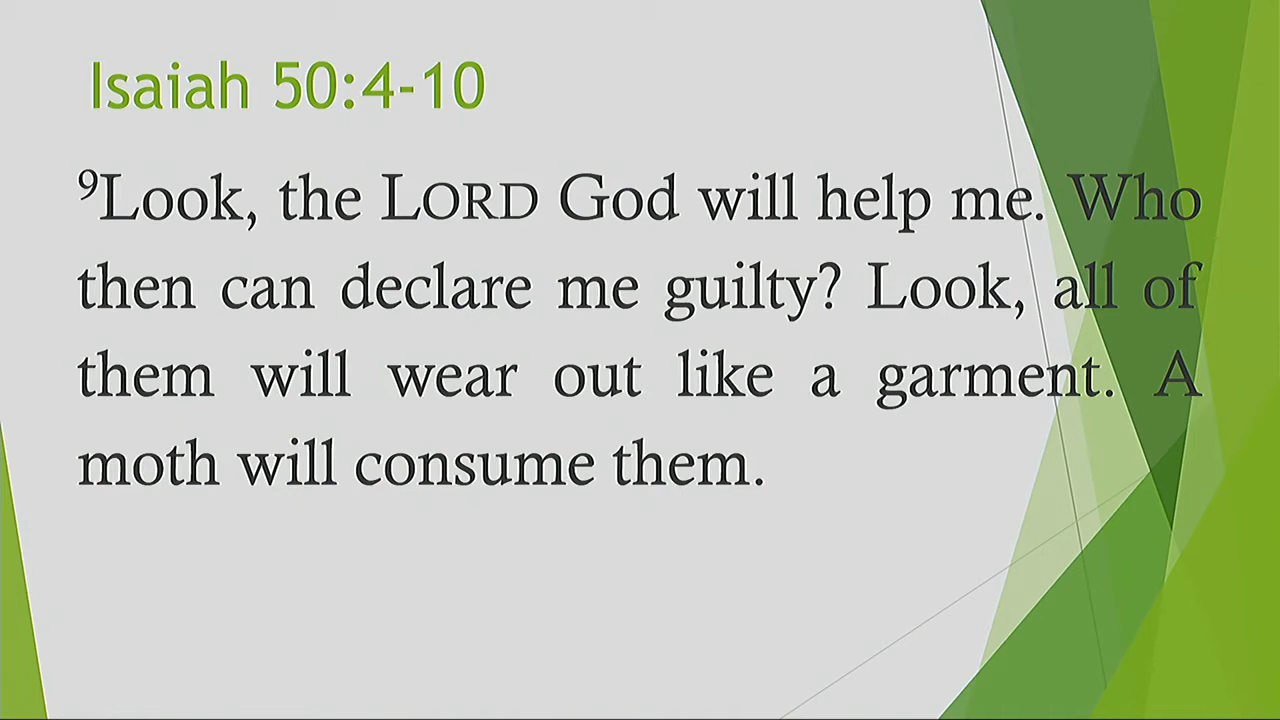 Isaiah 50:4-10
⁹Look, the LORD God will help me. Who
then can declare me guilty? Look, all of
them will wear out like a garment. A
moth will consume them.